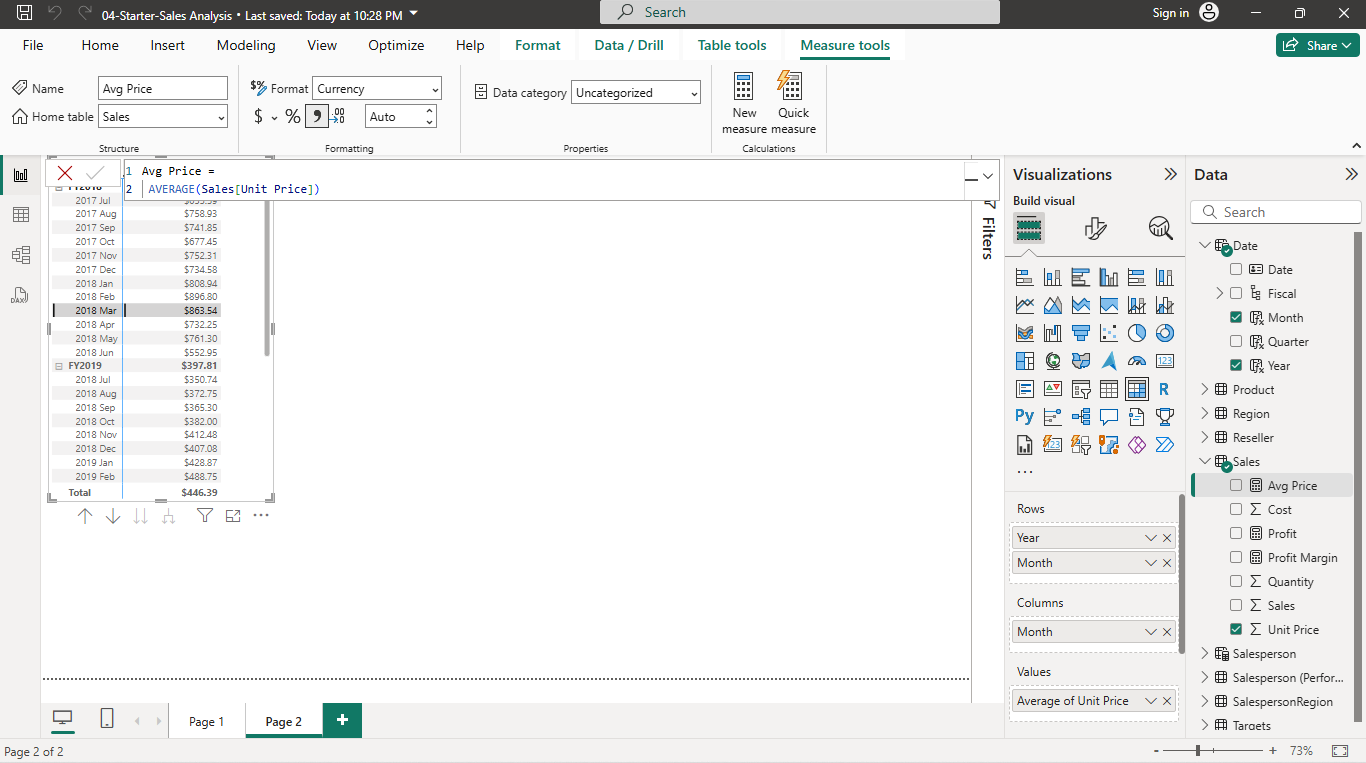 04-Starter-Sales Analysis • Last saved: Today at 10:28 PM
Search
Sign in
File
Home
Insert
Modeling
View
Optimize
Help
Format
Data / Drill
Table tools
Measure tools
Share
Name
Avg Price
Home table
Sales
Structure
$% Format
Currency
$
%
,
.00
Auto
Formatting
Data category
Uncategorized
Properties
New measure
Quick measure
Calculations
1 Avg Price =
2 AVERAGE(Sales[Unit Price])
FY2018
2017 Jul
2017 Aug $758.93
2017 Sep $741.85
2017 Oct $677.45
2017 Nov $752.31
2017 Dec $734.58
2018 Jan $808.94
2018 Feb $896.80
2018 Mar $863.54
2018 Apr $732.25
2018 May $761.30
2018 Jun $552.95
FY2019 $397.81
2018 Jul $350.74
2018 Aug $372.75
2018 Sep $365.30
2018 Oct $382.00
2018 Nov $412.48
2018 Dec $407.08
2019 Jan $428.87
2019 Feb $488.75
Total $446.39
DAX
Filters
Visualizations
Build visual
123
R
Py
123
Rows
Year
Month
Columns
Month
Values
Average of Unit Price
Data
Search
Date
Date
Fiscal
Month
Quarter
Year
Product
Region
Reseller
Sales
Avg Price
Cost
Profit
Profit Margin
Quantity
Sales
Unit Price
Salesperson
Salesperson (Perfor...
SalespersonRegion
Targets
Page 1
Page 2
+
Page 2 of 2
- + 73%